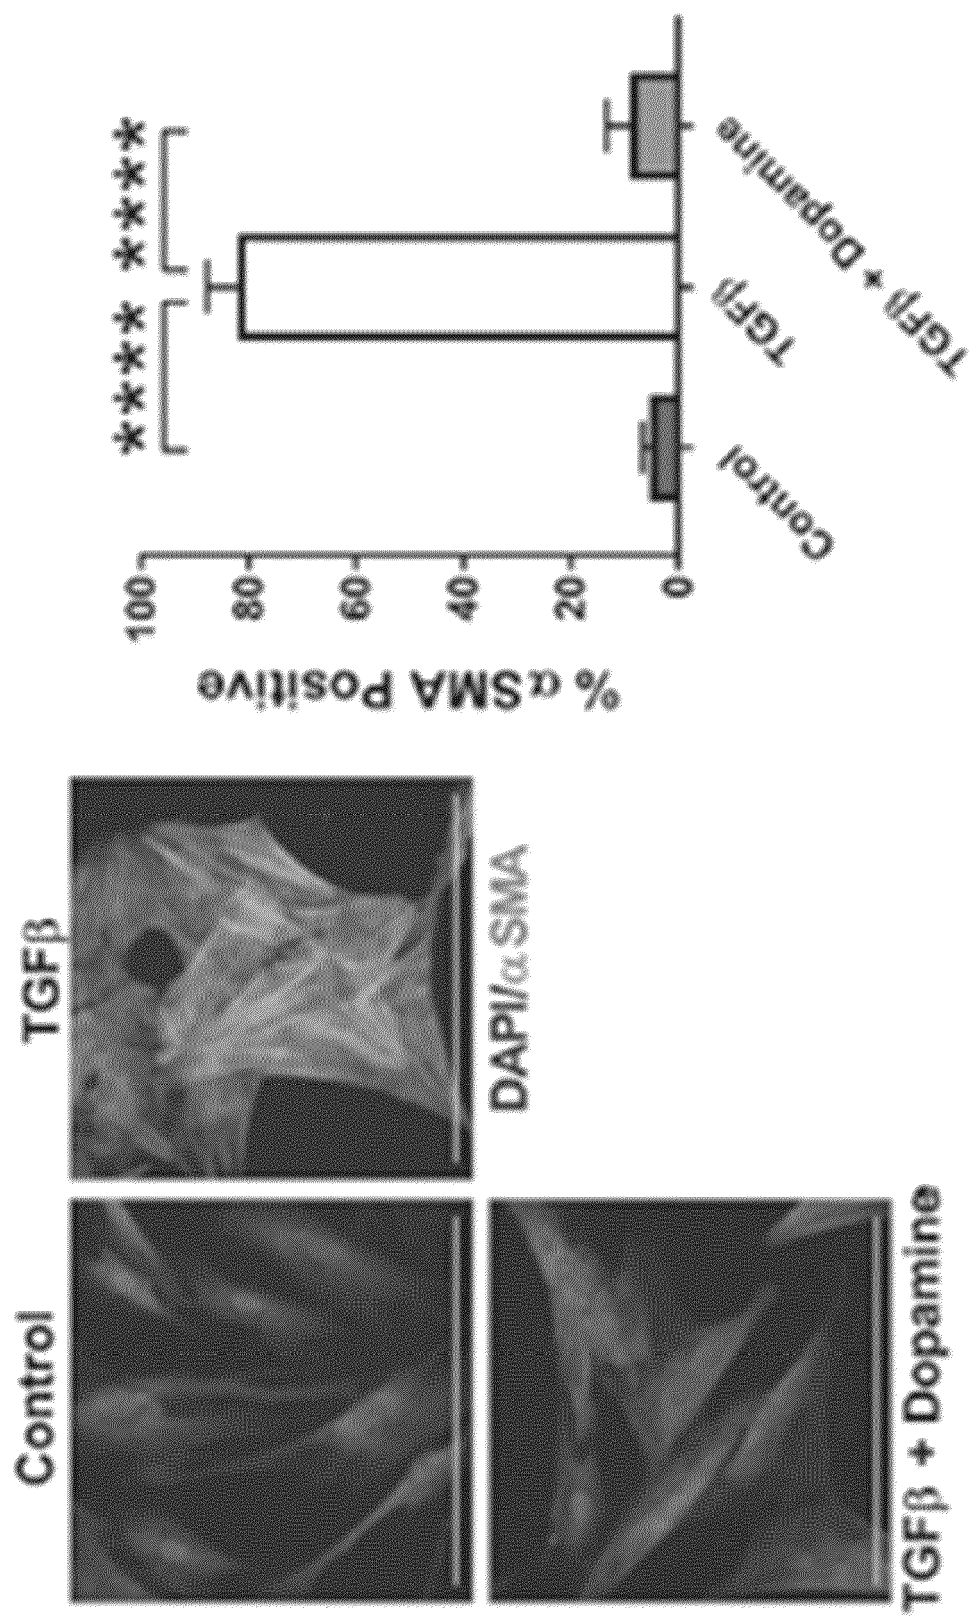 Control
TGFβ
TGFβ + Dopamine
DAPI/αSMA
% αSMA Positive
100
80
60
40
20
0
****
****
Control
TGFβ
TGFβ + Dopamine